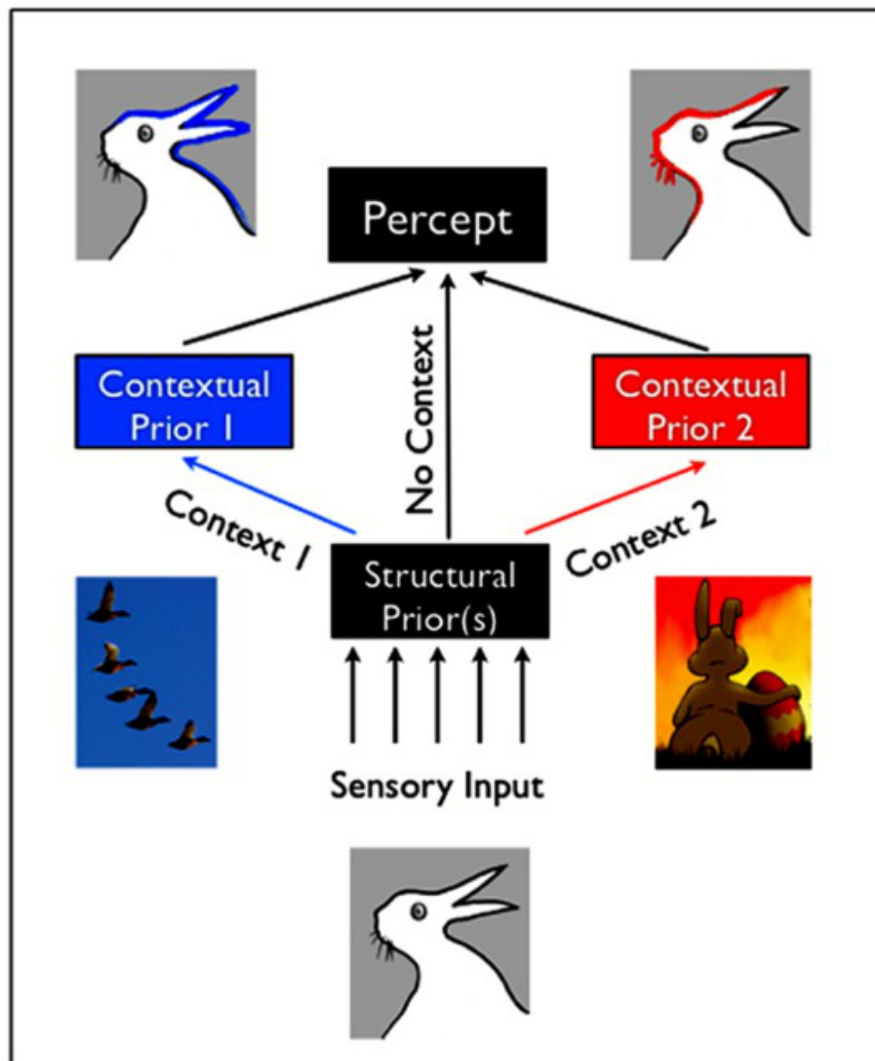 Percept
Contextual
Prior 1
No Context
Contextual
Prior 2
Context 1
Context 2
Structural
Prior(s)
Sensory Input